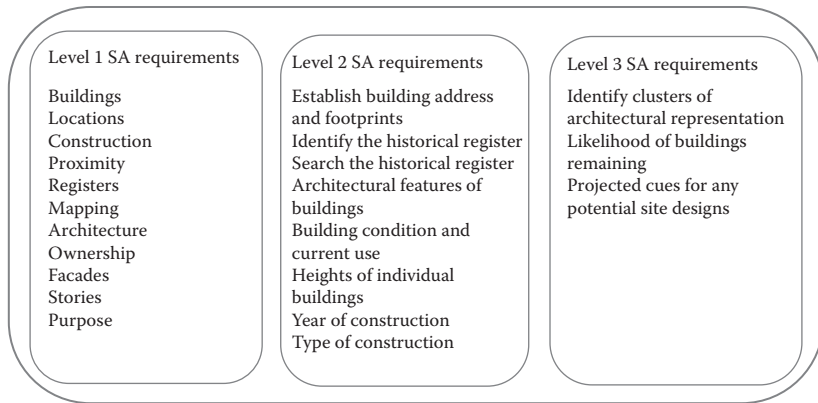 Level 1 SA requirements
Buildings
Locations
Construction
Proximity
Registers
Mapping
Architecture
Ownership
Facades
Stories
Purpose
Level 2 SA requirements
Establish building address
and footprints
Identify the historical register
Search the historical register
Architectural features of
buildings
Building condition and
current use
Heights of individual
buildings
Year of construction
Type of construction
Level 3 SA requirements
Identify clusters of
architectural representation
Likelihood of buildings
remaining
Projected cues for any
potential site designs